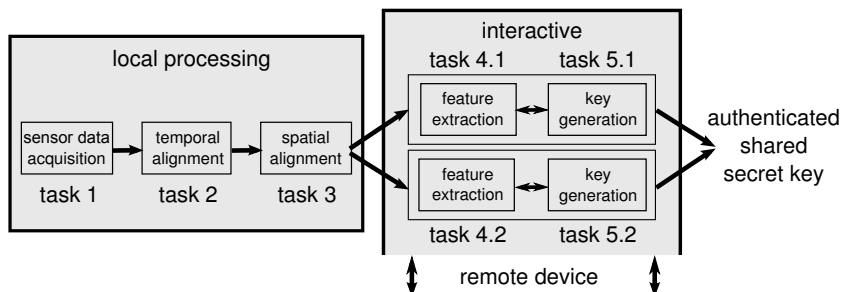 local processing
sensor data
acquisition
task 1
temporal
alignment
task 2
spatial
alignment
task 3
interactive
task 4.1
task 5.1
feature
extraction
key
generation
feature
extraction
key
generation
task 4.2
task 5.2
remote device
authenticated
shared
secret key